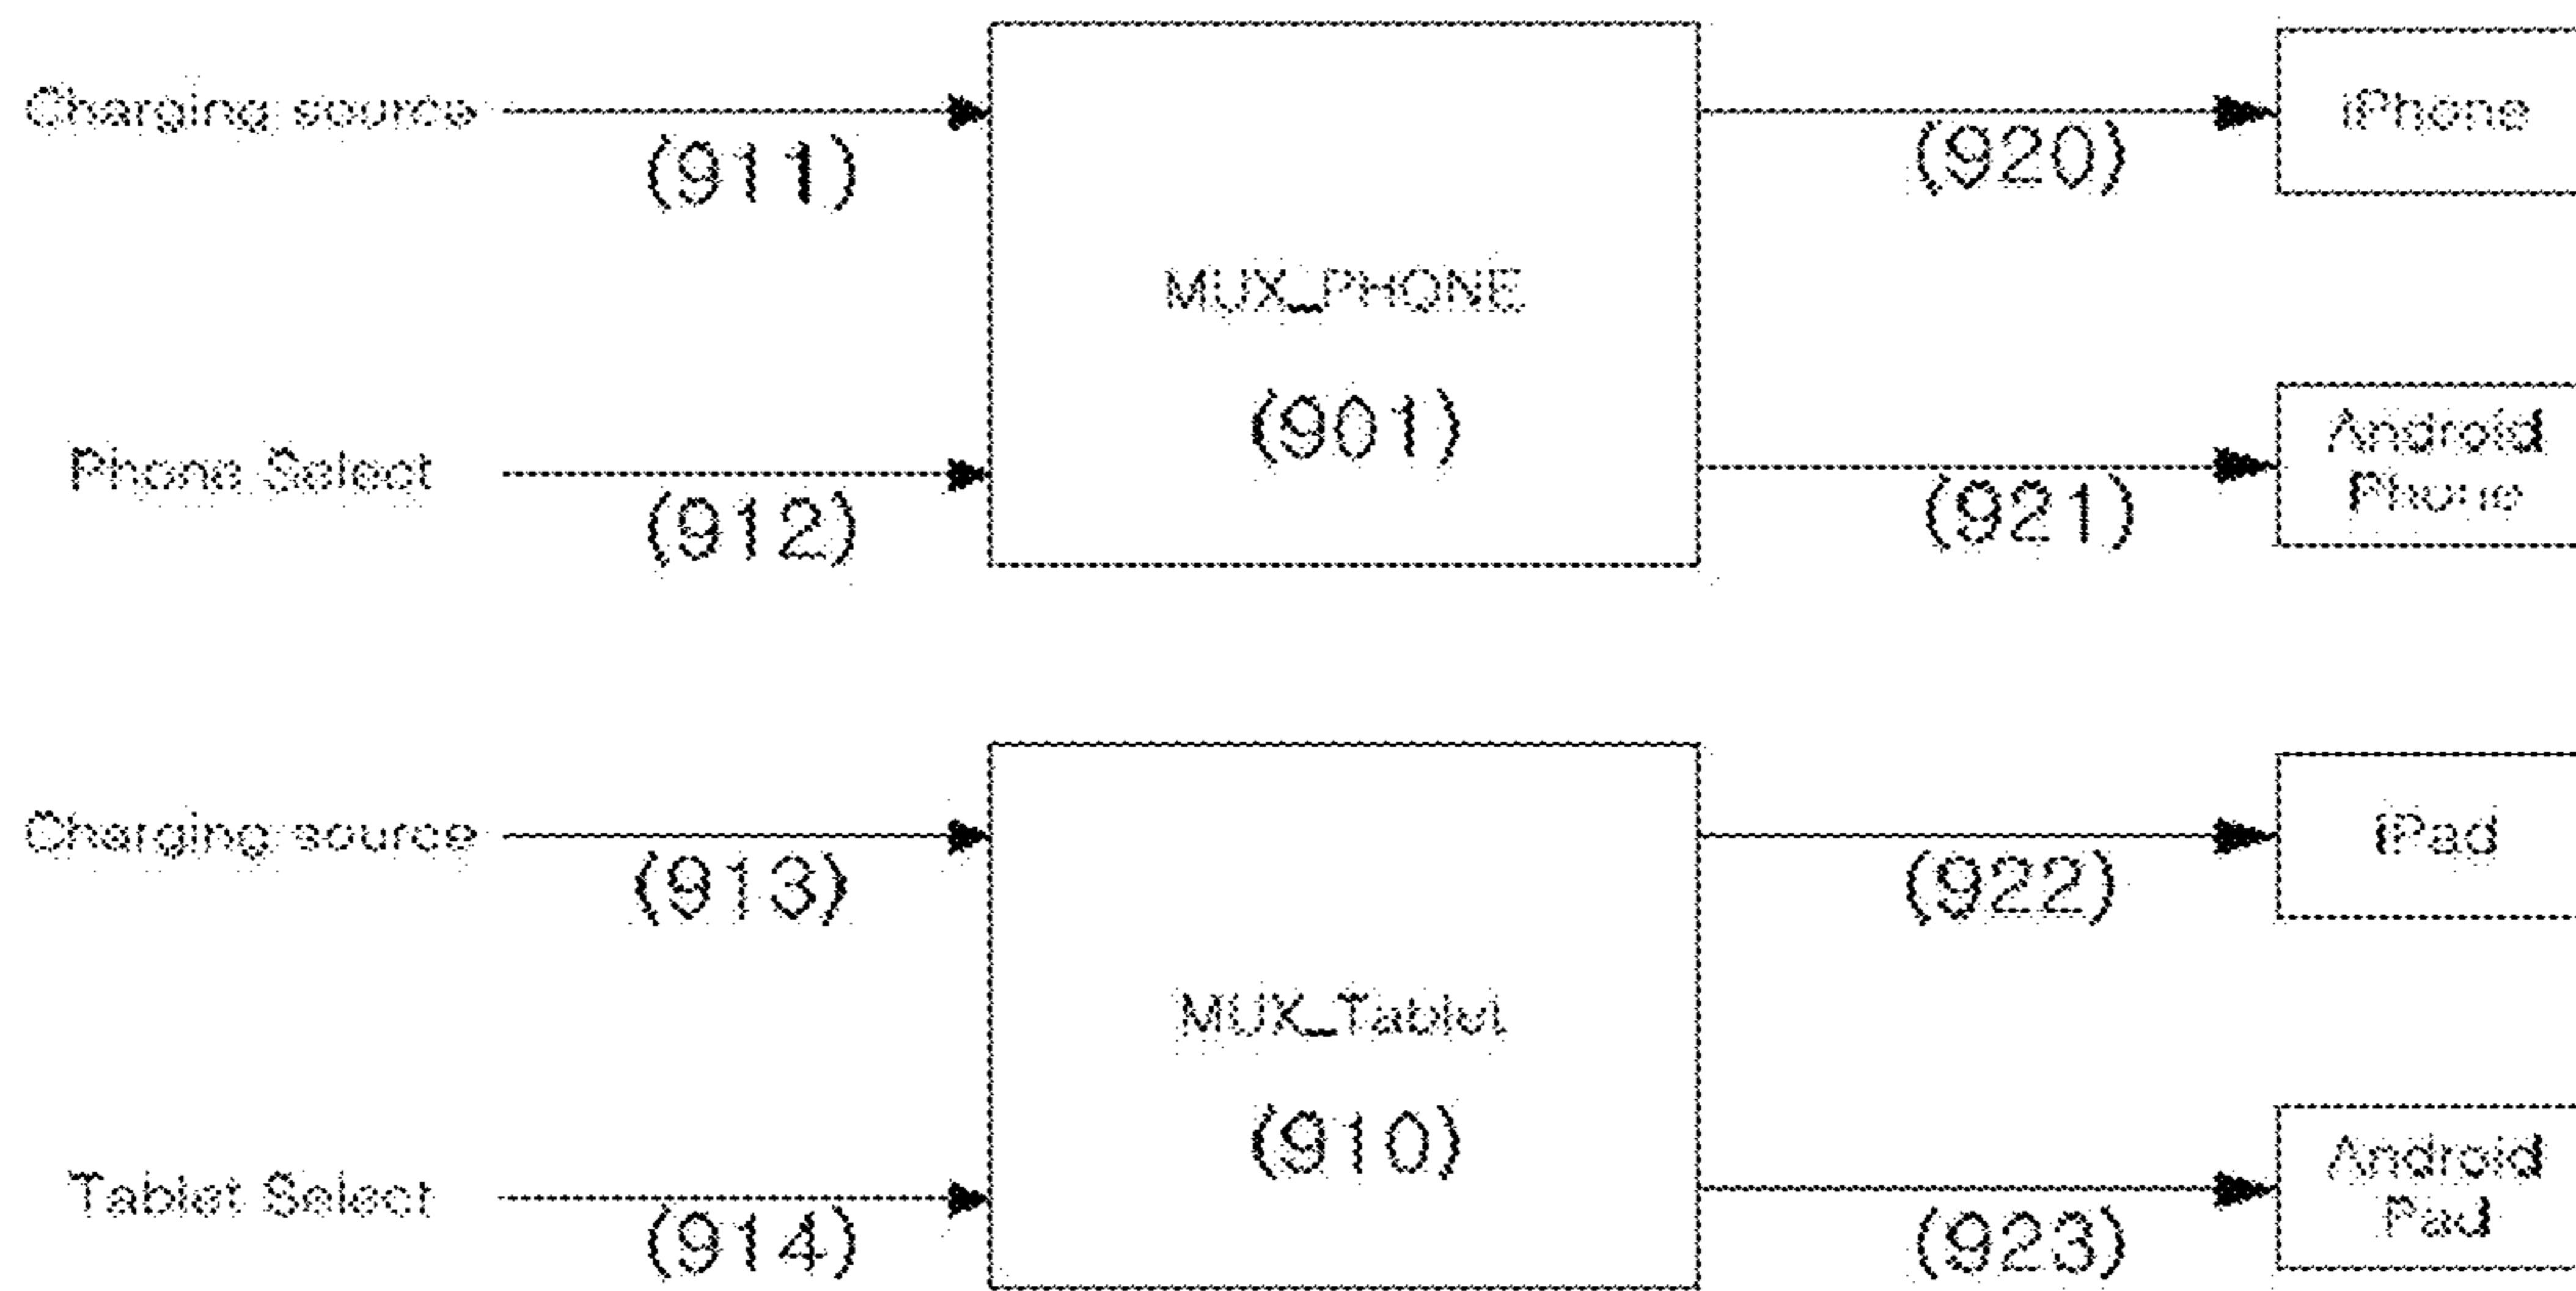 Charging source
(911)
Phone Select
(912)
MUX_PHONE
(901)
(920)
iPhone
(921)
Android
Phone
Charging source
(913)
Tablet Select
(914)
MUX_Tablet
(910)
(922)
iPad
(923)
Android
Pad